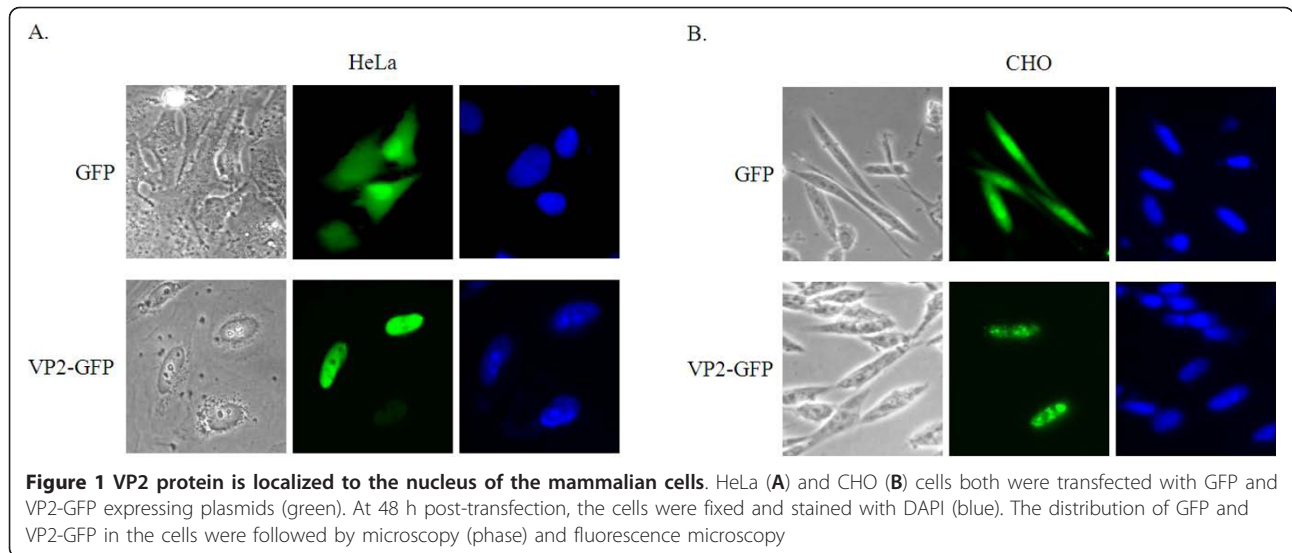 A.
HeLa
GFP
VP2-GFP
B.
CHO
GFP
VP2-GFP
Figure 1 VP2 protein is localized to the nucleus of the mammalian cells. HeLa (A) and CHO (B) cells both were transfected with GFP and
VP2-GFP expressing plasmids (green). At 48 h post-transfection, the cells were fixed and stained with DAPI (blue). The distribution of GFP and
VP2-GFP in the cells were followed by microscopy (phase) and fluorescence microscopy